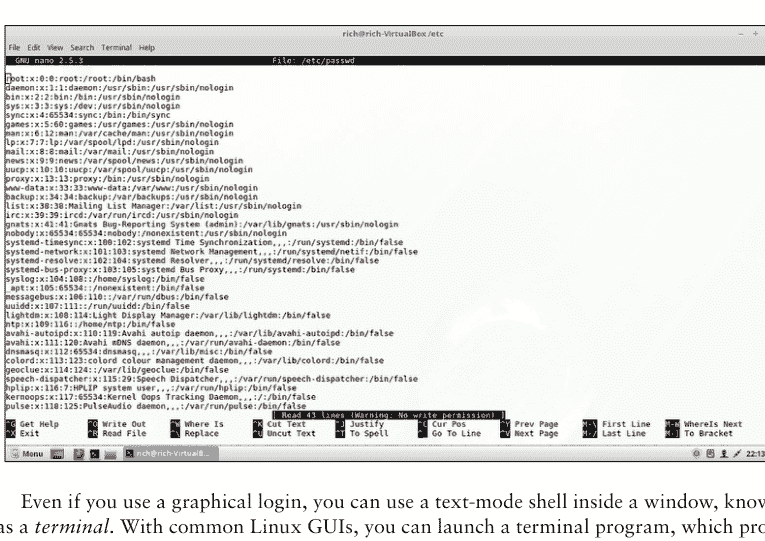 rich@rich-VirtualBox /etc
File Edit View Search Terminal Help
GNU nano 2.5.3 File: /etc/passwd
root:x:0:0:root:/root:/bin/bash
daemon:x:1:1:daemon:/usr/sbin:/usr/sbin/nologin
bin:x:2:2:bin:/bin:/usr/sbin/nologin
sys:x:3:3:sys:/dev:/usr/sbin/nologin
sync:x:4:65534:sync:/bin:/bin/sync
games:x:5:60:games:/usr/games:/usr/sbin/nologin
man:x:6:12:man:/var/cache/man:/usr/sbin/nologin
lp:x:7:7:lp:/var/spool/lpd:/usr/sbin/nologin
mail:x:8:8:mail:/var/mail:/usr/sbin/nologin
news:x:9:9:news:/var/spool/news:/usr/sbin/nologin
uucp:x:10:10:uucp:/var/spool/uucp:/usr/sbin/nologin
proxy:x:13:13:proxy:/bin:/usr/sbin/nologin
www-data:x:33:33:www-data:/var/www:/usr/sbin/nologin
backup:x:34:34:backup:/var/backups:/usr/sbin/nologin
list:x:38:38:Mailing List Manager:/var/list:/usr/sbin/nologin
irc:x:39:39:ircd:/var/run/ircd:/usr/sbin/nologin
gnats:x:41:41:Gnats Bug-Reporting System (admin):/var/lib/gnats:/usr/sbin/nologin
nobody:x:65534:65534:nobody:/nonexistent:/usr/sbin/nologin
systemd-timesync:x:100:102:systemd Time Synchronization,,,:/run/systemd:/bin/false
systemd-network:x:101:103:systemd Network Management,,,:/run/systemd/netif:/bin/false
systemd-resolve:x:102:104:systemd Resolver,,,:/run/systemd/resolve:/bin/false
systemd-bus-proxy:x:103:105:systemd Bus Proxy,,,:/run/systemd:/bin/false
syslog:x:104:108::/home/syslog:/bin/false
_apt:x:105:65534::/nonexistent:/bin/false
messagebus:x:106:110::/var/run/dbus:/bin/false
uuidd:x:107:111::/run/uuidd:/bin/false
lightdm:x:108:114:Light Display Manager:/var/lib/lightdm:/bin/false
ntp:x:109:116::/home/ntp:/bin/false
avahi-autoipd:x:110:119:Avahi autoip daemon,,,:/var/lib/avahi-autoipd:/bin/false
avahi:x:111:120:Avahi mDNS daemon,,,:/var/run/avahi-daemon:/bin/false
dnsmasq:x:112:65534:dnsmasq,,,:/var/lib/misc:/bin/false
colord:x:113:123:colord colour management daemon,,,:/var/lib/colord:/bin/false
geoclue:x:114:124::/var/lib/geoclue:/bin/false
speech-dispatcher:x:115:29:Speech Dispatcher,,,:/var/run/speech-dispatcher:/bin/false
hplip:x:116:7:HPLIP system user,,,:/var/run/hplip:/bin/false
kernoops:x:117:65534:Kernel Oops Tracking Daemon,,,:/:/bin/false
pulse:x:118:125:PulseAudio daemon,,,:/var/run/pulse:/bin/false
[ Read 43 lines (Warning: No write permission) ]
^G Get Help ^O Write Out ^W Where Is ^K Cut Text ^J Justify ^C Cur Pos ^Y Prev Page M-\ First Line M-W WhereIs Next
^X Exit ^R Read File ^\ Replace ^U Uncut Text ^T To Spell ^_ Go To Line ^V Next Page M-/ Last Line M-] To Bracket
Menu rich@rich-VirtualB... 22:13
Even if you use a graphical login, you can use a text-mode shell inside a window, know
as a terminal. With common Linux GUIs, you can launch a terminal program, which pro